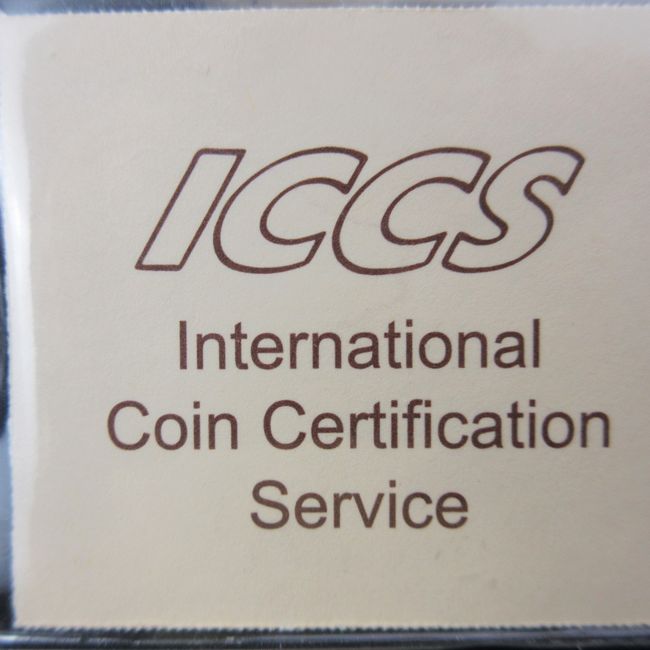 ICCS
International
Coin Certification
Service